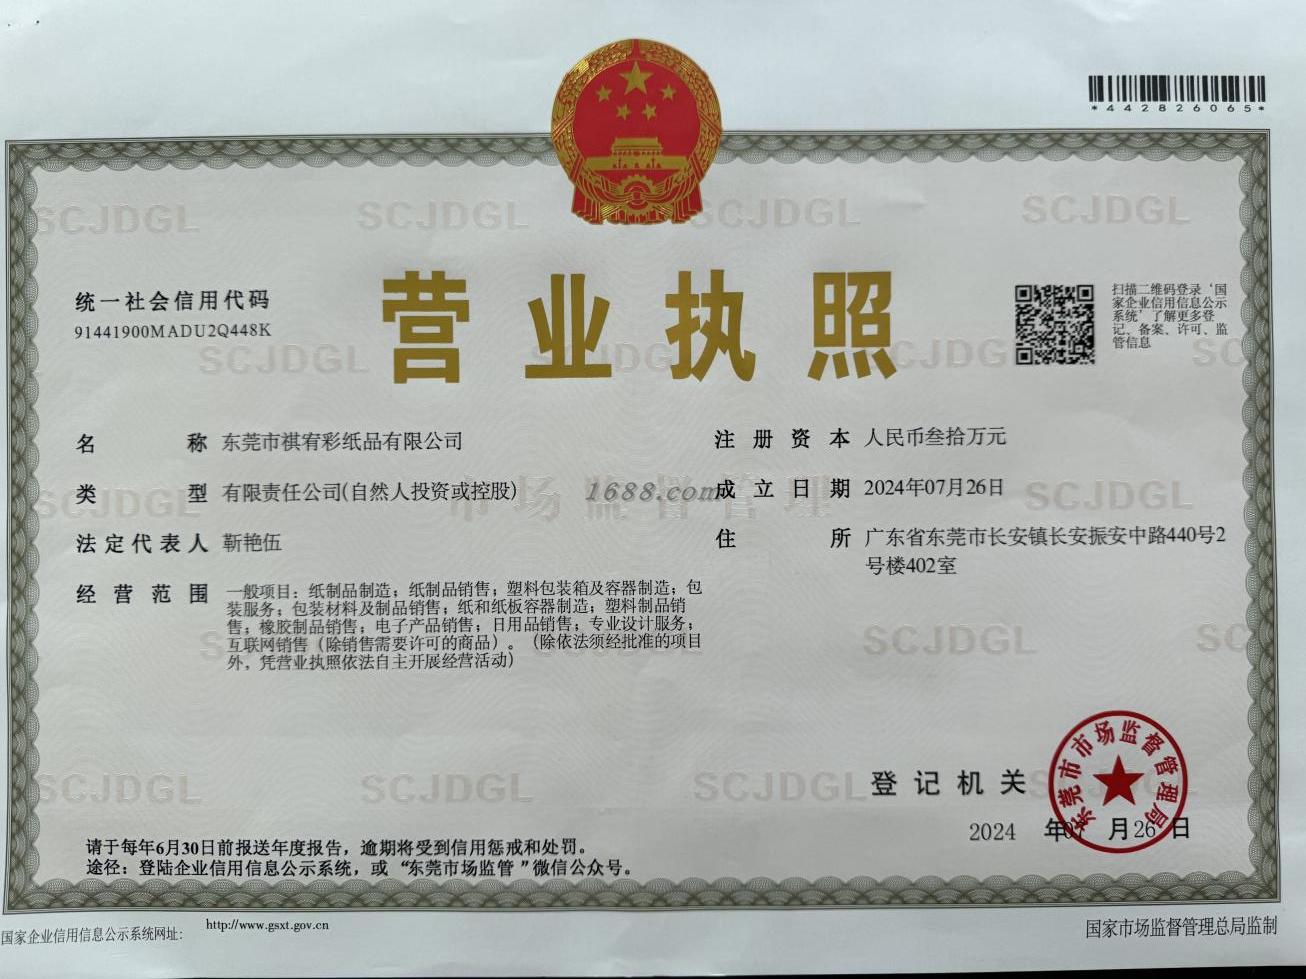 *442826065*
SCJDGL SCJDGL SCJDGL SCJDGL
营业执照
统一社会信用代码
91441900MADU2Q448K
扫描二维码登录‘国
家企业信用信息公示
系统’了解更多登
记、备案、许可、监
管信息
SCJDGL SCJDGL SCJDGL SC
名称 东莞市祺宥彩纸品有限公司
注册资本 人民币叁拾万元
类型 有限责任公司(自然人投资或控股)
1688.com
成立日期 2024年07月26日
市场监督管理
SCJDGL SCJDGL
法定代表人 靳艳伍
住所 广东省东莞市长安镇长安振安中路440号2
号楼402室
经营范围 一般项目：纸制品制造；纸制品销售；塑料包装箱及容器制造；包
装服务；包装材料及制品销售；纸和纸板容器制造；塑料制品销
售；橡胶制品销售；电子产品销售；日用品销售；专业设计服务；
互联网销售（除销售需要许可的商品）。（除依法须经批准的项目
外，凭营业执照依法自主开展经营活动）
SCJDGL SC
SCJDGL SCJDGL SCJDGL
登记机关
东莞市市场监督管理局
2024 年07 月26日
请于每年6月30日前报送年度报告，逾期将受到信用惩戒和处罚。
途径：登陆企业信用信息公示系统，或“东莞市场监管”微信公众号。
国家企业信用信息公示系统网址: http://www.gsxt.gov.cn
国家市场监督管理总局监制